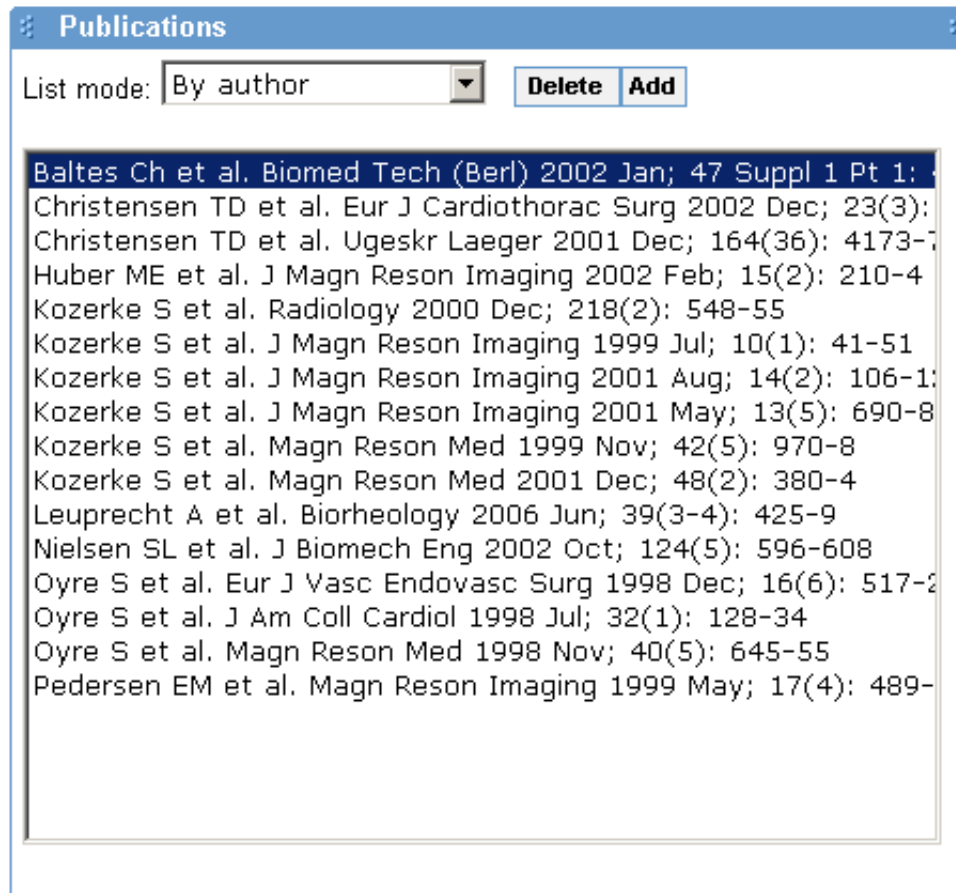 Publications
List mode: By author Delete Add
Baltes Ch et al. Biomed Tech (Berl) 2002 Jan; 47 Suppl 1 Pt 1:
Christensen TD et al. Eur J Cardiothorac Surg 2002 Dec; 23(3):
Christensen TD et al. Ugeskr Laeger 2001 Dec; 164(36): 4173-
Huber ME et al. J Magn Reson Imaging 2002 Feb; 15(2): 210-4
Kozerke S et al. Radiology 2000 Dec; 218(2): 548-55
Kozerke S et al. J Magn Reson Imaging 1999 Jul; 10(1): 41-51
Kozerke S et al. J Magn Reson Imaging 2001 Aug; 14(2): 106-1
Kozerke S et al. J Magn Reson Imaging 2001 May; 13(5): 690-8
Kozerke S et al. Magn Reson Med 1999 Nov; 42(5): 970-8
Kozerke S et al. Magn Reson Med 2001 Dec; 48(2): 380-4
Leuprecht A et al. Biorheology 2006 Jun; 39(3-4): 425-9
Nielsen SL et al. J Biomech Eng 2002 Oct; 124(5): 596-608
Oyre S et al. Eur J Vasc Endovasc Surg 1998 Dec; 16(6): 517-2
Oyre S et al. J Am Coll Cardiol 1998 Jul; 32(1): 128-34
Oyre S et al. Magn Reson Med 1998 Nov; 40(5): 645-55
Pedersen EM et al. Magn Reson Imaging 1999 May; 17(4): 489-